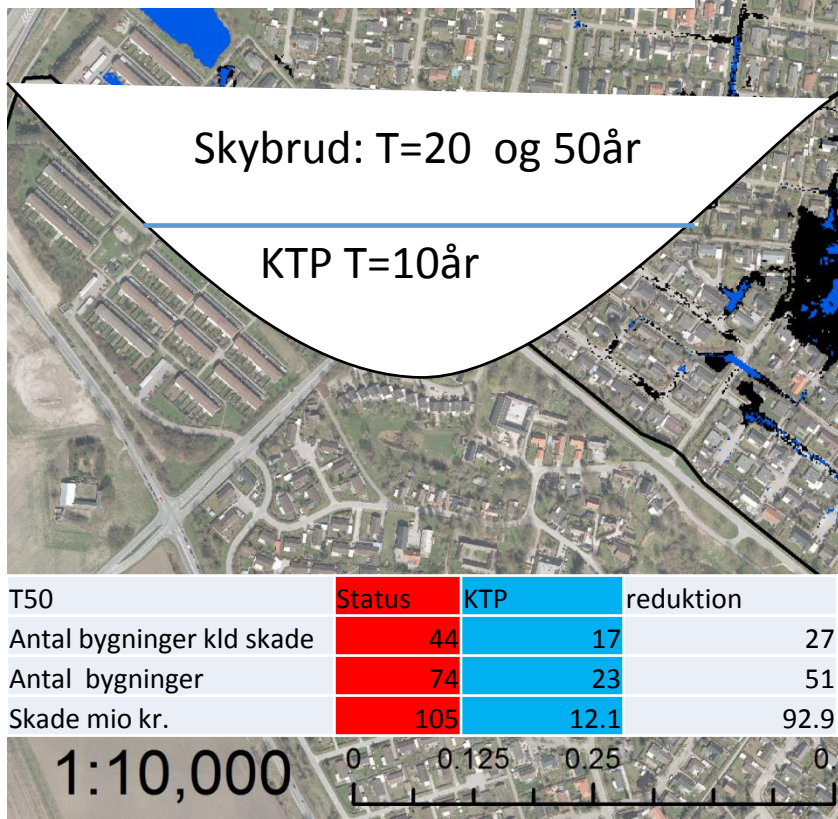 Skybrud: T=20 og 50år
KTP T=10år
T50 Status KTP reduktion
Antal bygninger kld skade 44 17 27
Antal bygninger 74 23 51
Skade mio kr. 105 12.1 92.9
1:10,000 0 0.125 0.25 0.